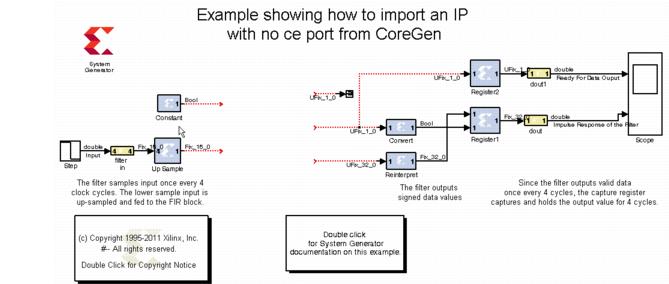 Example showing how to import an IP
with no ce port from CoreGen
System
Generator
Bool
Constant
double
Input
Step
filter
in
Fix_15_0
Up Sample
Fix_15_0
The filter samples input once every 4
clock cycles. The lower sample input is
up-sampled and fed to the FIR block.
UFix_1_0
UFix_1_0
UFix_1_0
Convert
Bool
UFix_32_0
Reinterpret
Fix_32_0
The filter outputs
signed data values
Register2
UFix_1
dout1
double
Ready For Data Ouput
Register1
Fix_32
dout
double
Impulse Response of the Filter
Scope
Since the filter outputs valid data
once every 4 cycles, the capture register
captures and holds the output value for 4 cycles.
(c) Copyright 1995-2011 Xilinx, Inc.
#-- All rights reserved.
Double Click for Copyright Notice
Double click
for System Generator
documentation on this example.